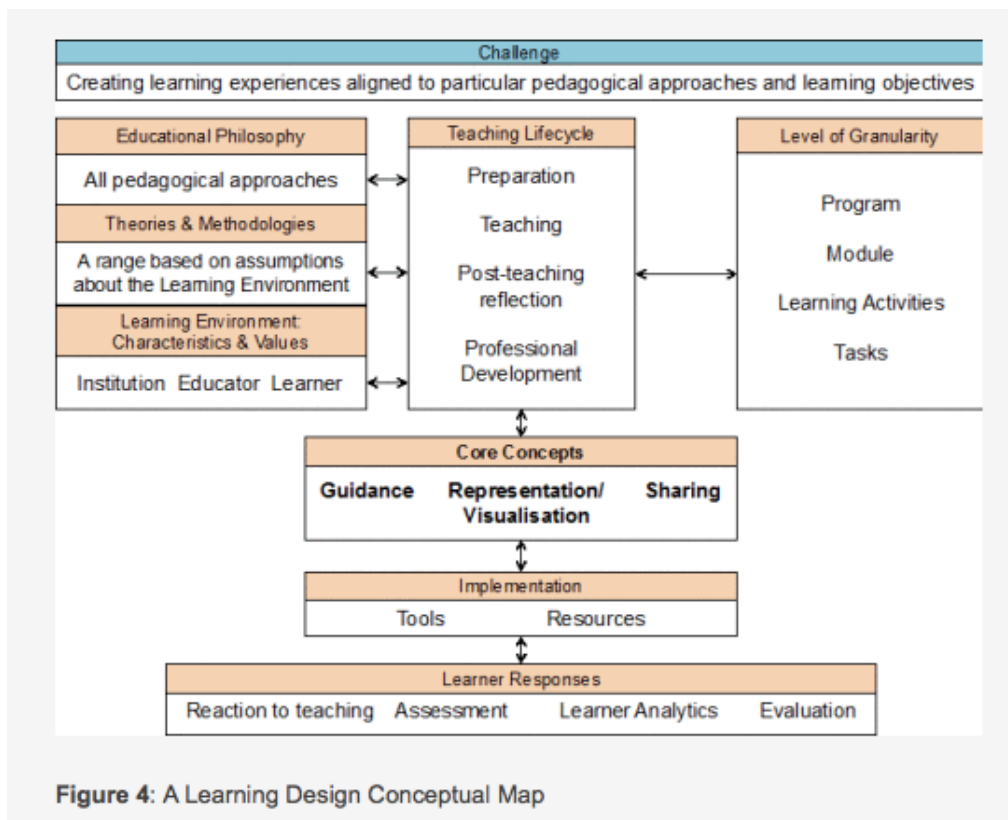 Challenge
Creating learning experiences aligned to particular pedagogical approaches and learning objectives
Educational Philosophy
All pedagogical approaches
Theories & Methodologies
A range based on assumptions
about the Learning Environment
Learning Environment:
Characteristics & Values
Institution Educator Learner
Teaching Lifecycle
Preparation
Teaching
Post-teaching
reflection
Professional
Development
Level of Granularity
Program
Module
Learning Activities
Tasks
Core Concepts
Guidance Representation/ Sharing
Visualisation
Implementation
Tools Resources
Learner Responses
Reaction to teaching Assessment Learner Analytics Evaluation
Figure 4: A Learning Design Conceptual Map